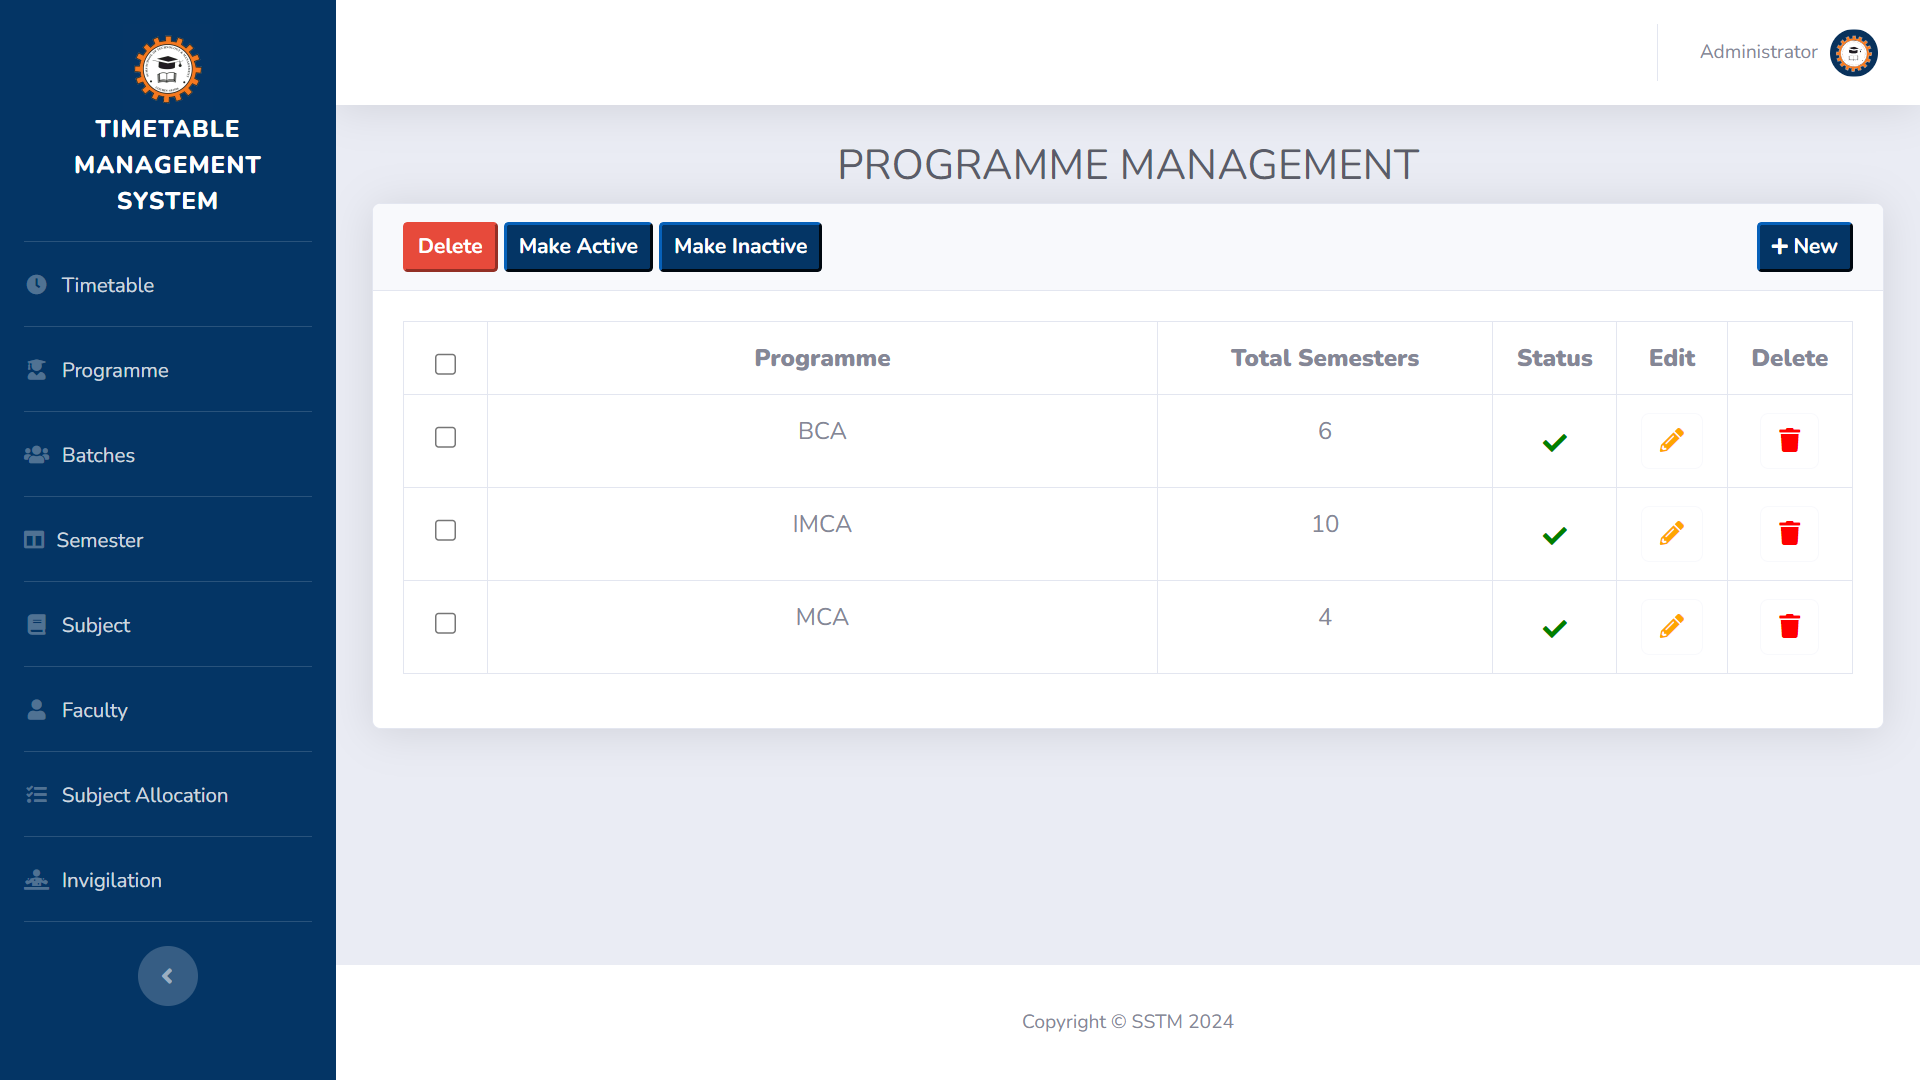 TIMETABLE
MANAGEMENT
SYSTEM
Timetable
Programme
Batches
Semester
Subject
Faculty
Subject Allocation
Invigilation
Administrator
PROGRAMME MANAGEMENT
Delete Make Active Make Inactive New
Programme Total Semesters Status Edit Delete
BCA 6
IMCA 10
MCA 4
Copyright © SSTM 2024